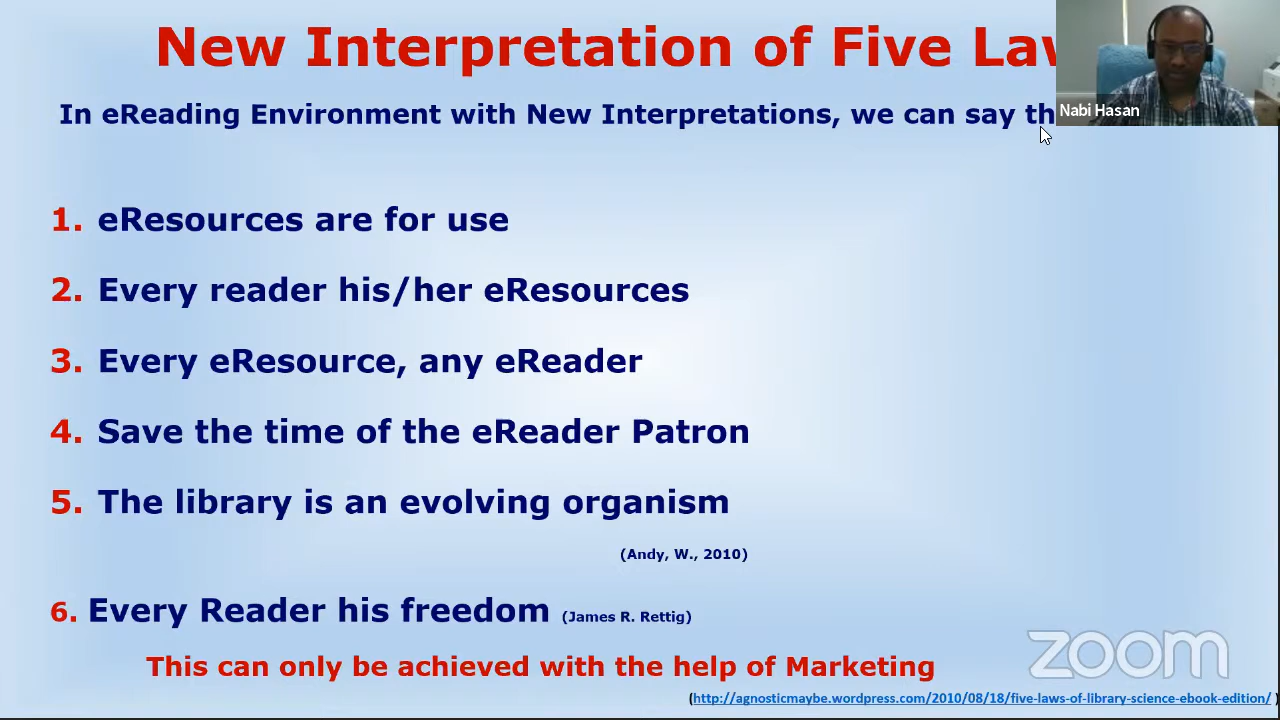 New Interpretation of Five Law
In eReading Environment with New Interpretations, we can say th
Nabi Hasan
1. eResources are for use
2. Every reader his/her eResources
3. Every eResource, any eReader
4. Save the time of the eReader Patron
5. The library is an evolving organism
(Andy, W., 2010)
6. Every Reader his freedom (James R. Rettig)
This can only be achieved with the help of Marketing
zoom
(http://agnosticmaybe.wordpress.com/2010/08/18/five-laws-of-library-science-ebook-edition/ )